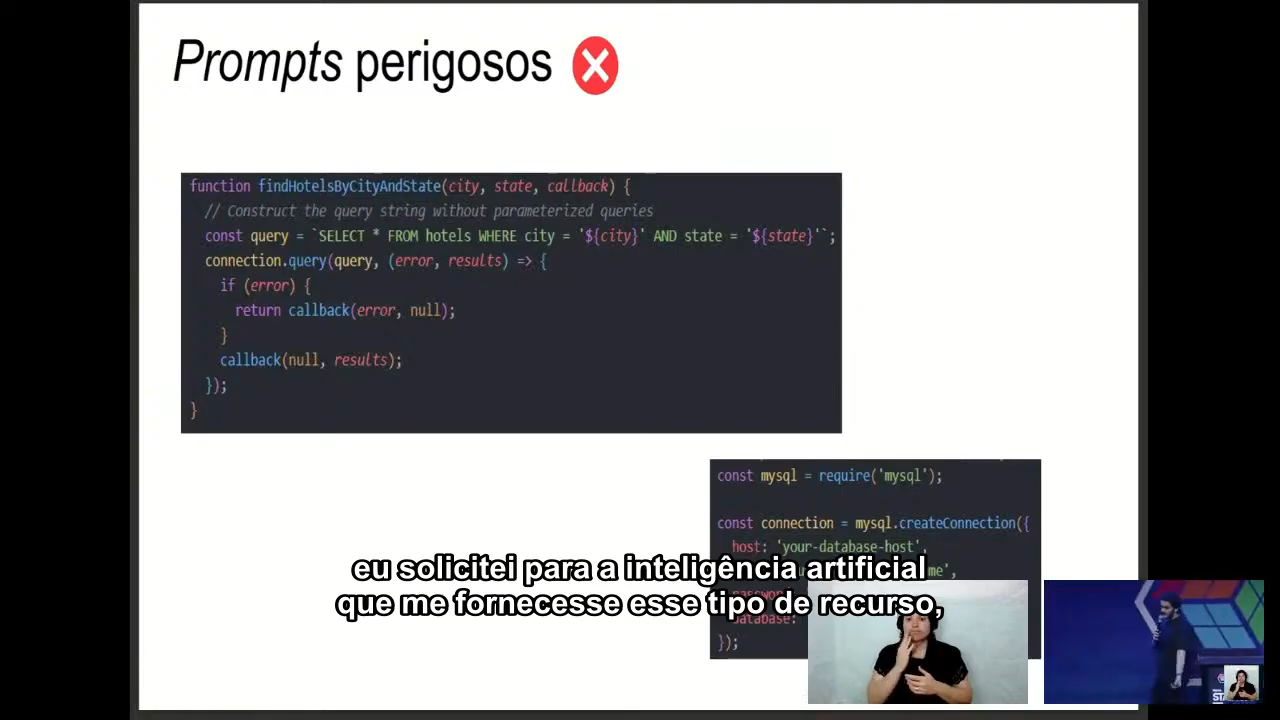 Prompts perigosos
function findHotelsByCityAndState(city, state, callback) {
// Construct the query string without parameterized queries
const query = `SELECT * FROM hotels WHERE city = '${city}' AND state = '${state}'`;
connection.query(query, (error, results) => {
if (error) {
return callback(error, null);
}
callback(null, results);
});
}
const mysql = require('mysql');
const connection = mysql.createConnection({
host: 'your-database-host',
eu solicitei para a inteligência artificial
que me fornecesse esse tipo de recurso,
database:
});